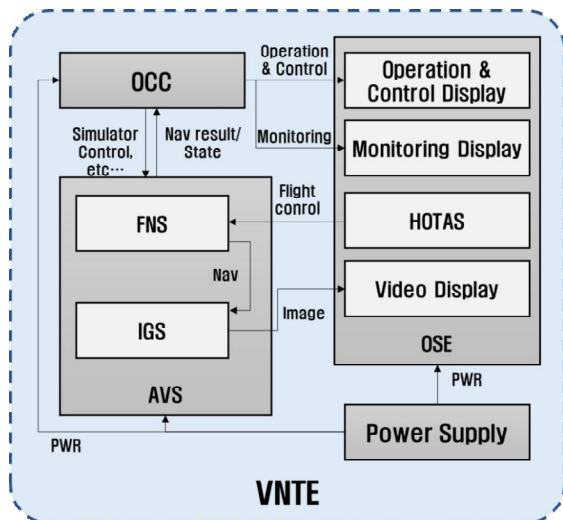 OCC
Operation
& Control
Operation &
Control Display
Monitoring
Monitoring Display
Simulator
Control,
etc…
Nav result/
State
Flight
conrol
HOTAS
FNS
Nav
IGS
Image
Video Display
OSE
AVS
PWR
PWR
Power Supply
VNTE